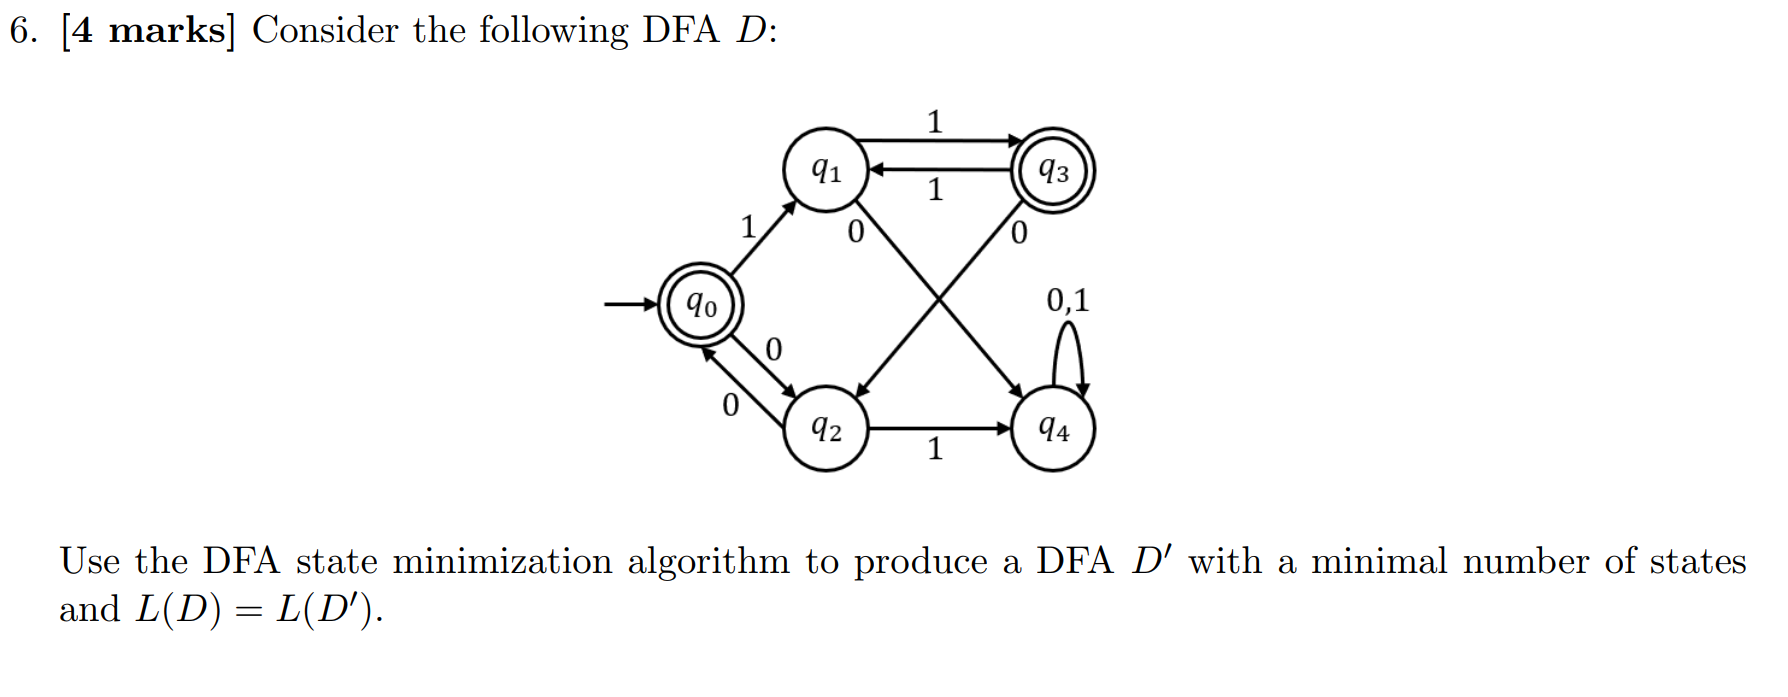 6. [4 marks] Consider the following DFA D:
1
q₁
q₃
1
1
0
0
q₀
0,1
0
0
q₂
q₄
1
Use the DFA state minimization algorithm to produce a DFA D′ with a minimal number of states
and L(D) = L(D′).